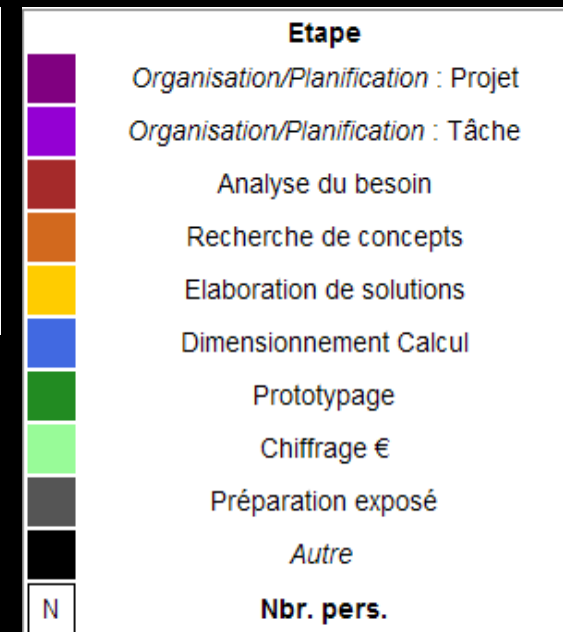 Etape
Organisation/Planification : Projet
Organisation/Planification : Tâche
Analyse du besoin
Recherche de concepts
Elaboration de solutions
Dimensionnement Calcul
Prototypage
Chiffrage €
Préparation exposé
Autre
N Nbr. pers.